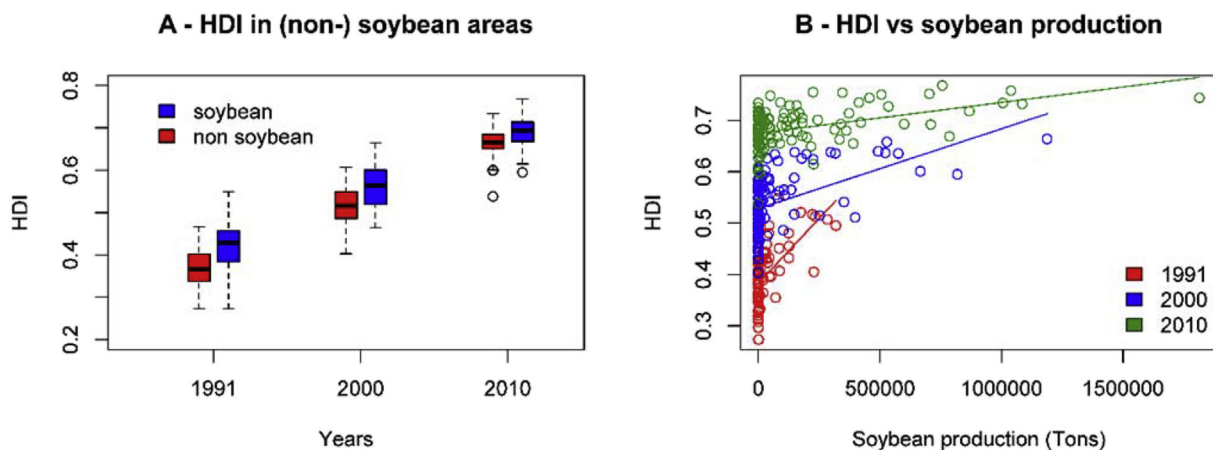 A - HDI in (non-) soybean areas
0.8
0.6
0.4
0.2
HDI
soybean
non soybean
1991
2000
2010
Years
B - HDI vs soybean production
0.7
0.6
0.5
0.4
0.3
HDI
1991
2000
2010
0
500000
1000000
1500000
Soybean production (Tons)